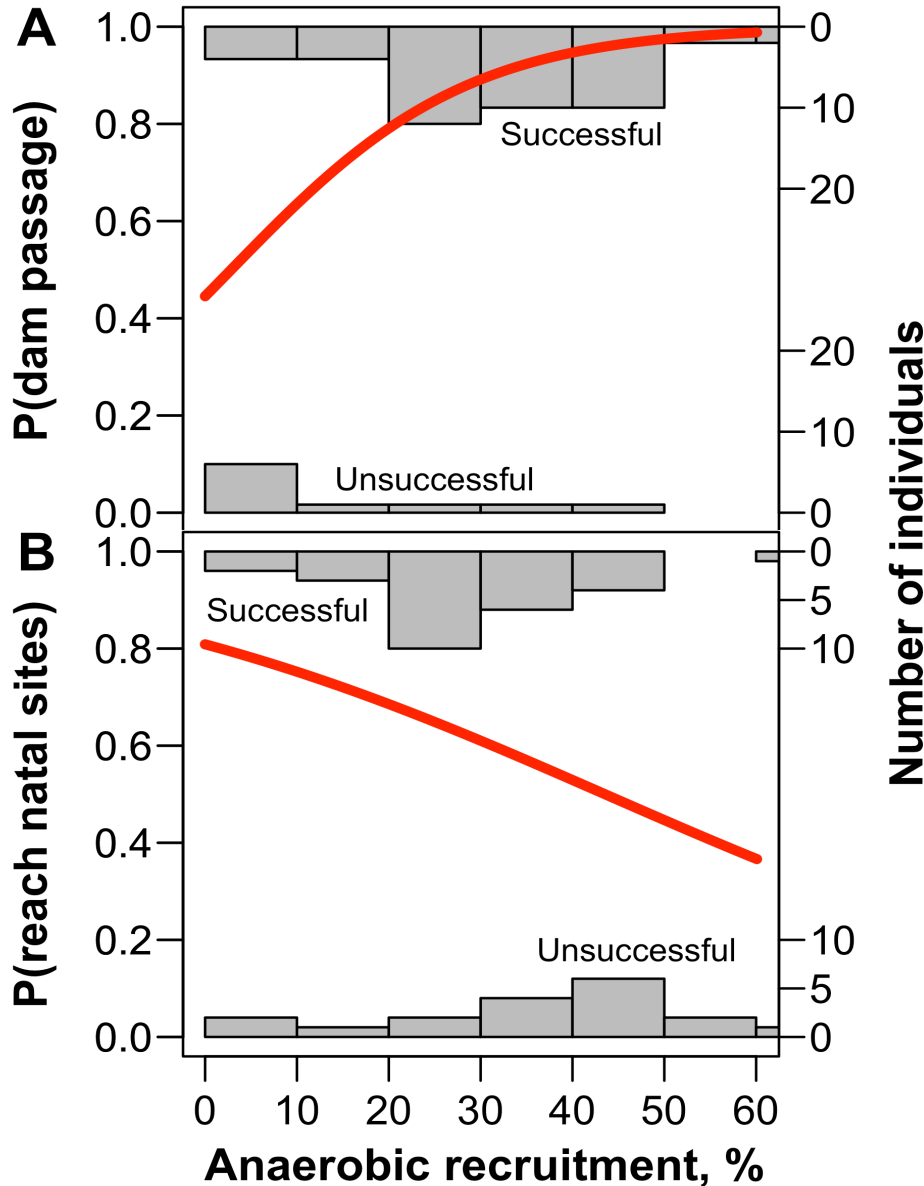 A
P(dam passage)
1.0
0.8
0.6
0.4
0.2
0.0
Successful
Unsuccessful
0
10
20
20
10
0
Number of individuals
B
P(reach natal sites)
1.0
0.8
0.6
0.4
0.2
0.0
Successful
Unsuccessful
0
5
10
10
5
0
0 10 20 30 40 50 60
Anaerobic recruitment, %